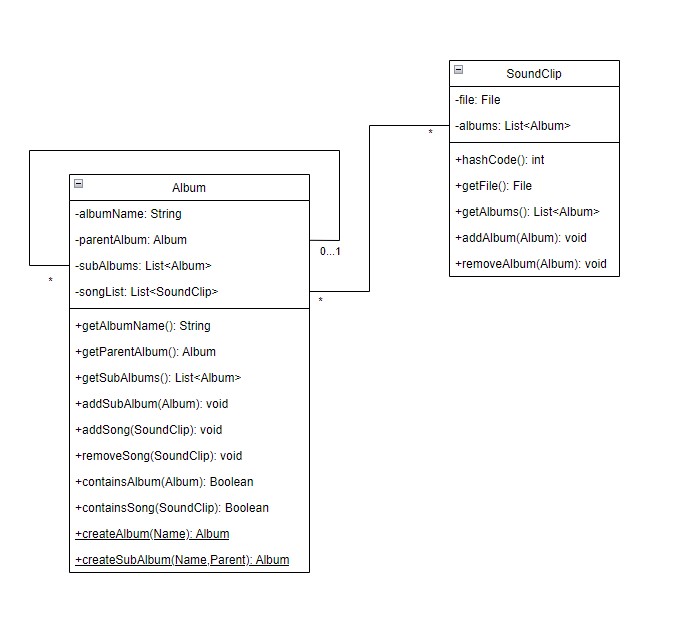 SoundClip
-file: File
-albums: List<Album>
*
+hashCode(): int
+getFile(): File
+getAlbums(): List<Album>
+addAlbum(Album): void
+removeAlbum(Album): void
Album
-albumName: String
-parentAlbum: Album
0...1
-subAlbums: List<Album>
*
-songList: List<SoundClip>
*
+getAlbumName(): String
+getParentAlbum(): Album
+getSubAlbums(): List<Album>
+addSubAlbum(Album): void
+addSong(SoundClip): void
+removeSong(SoundClip): void
+containsAlbum(Album): Boolean
+containsSong(SoundClip): Boolean
+createAlbum(Name): Album
+createSubAlbum(Name,Parent): Album